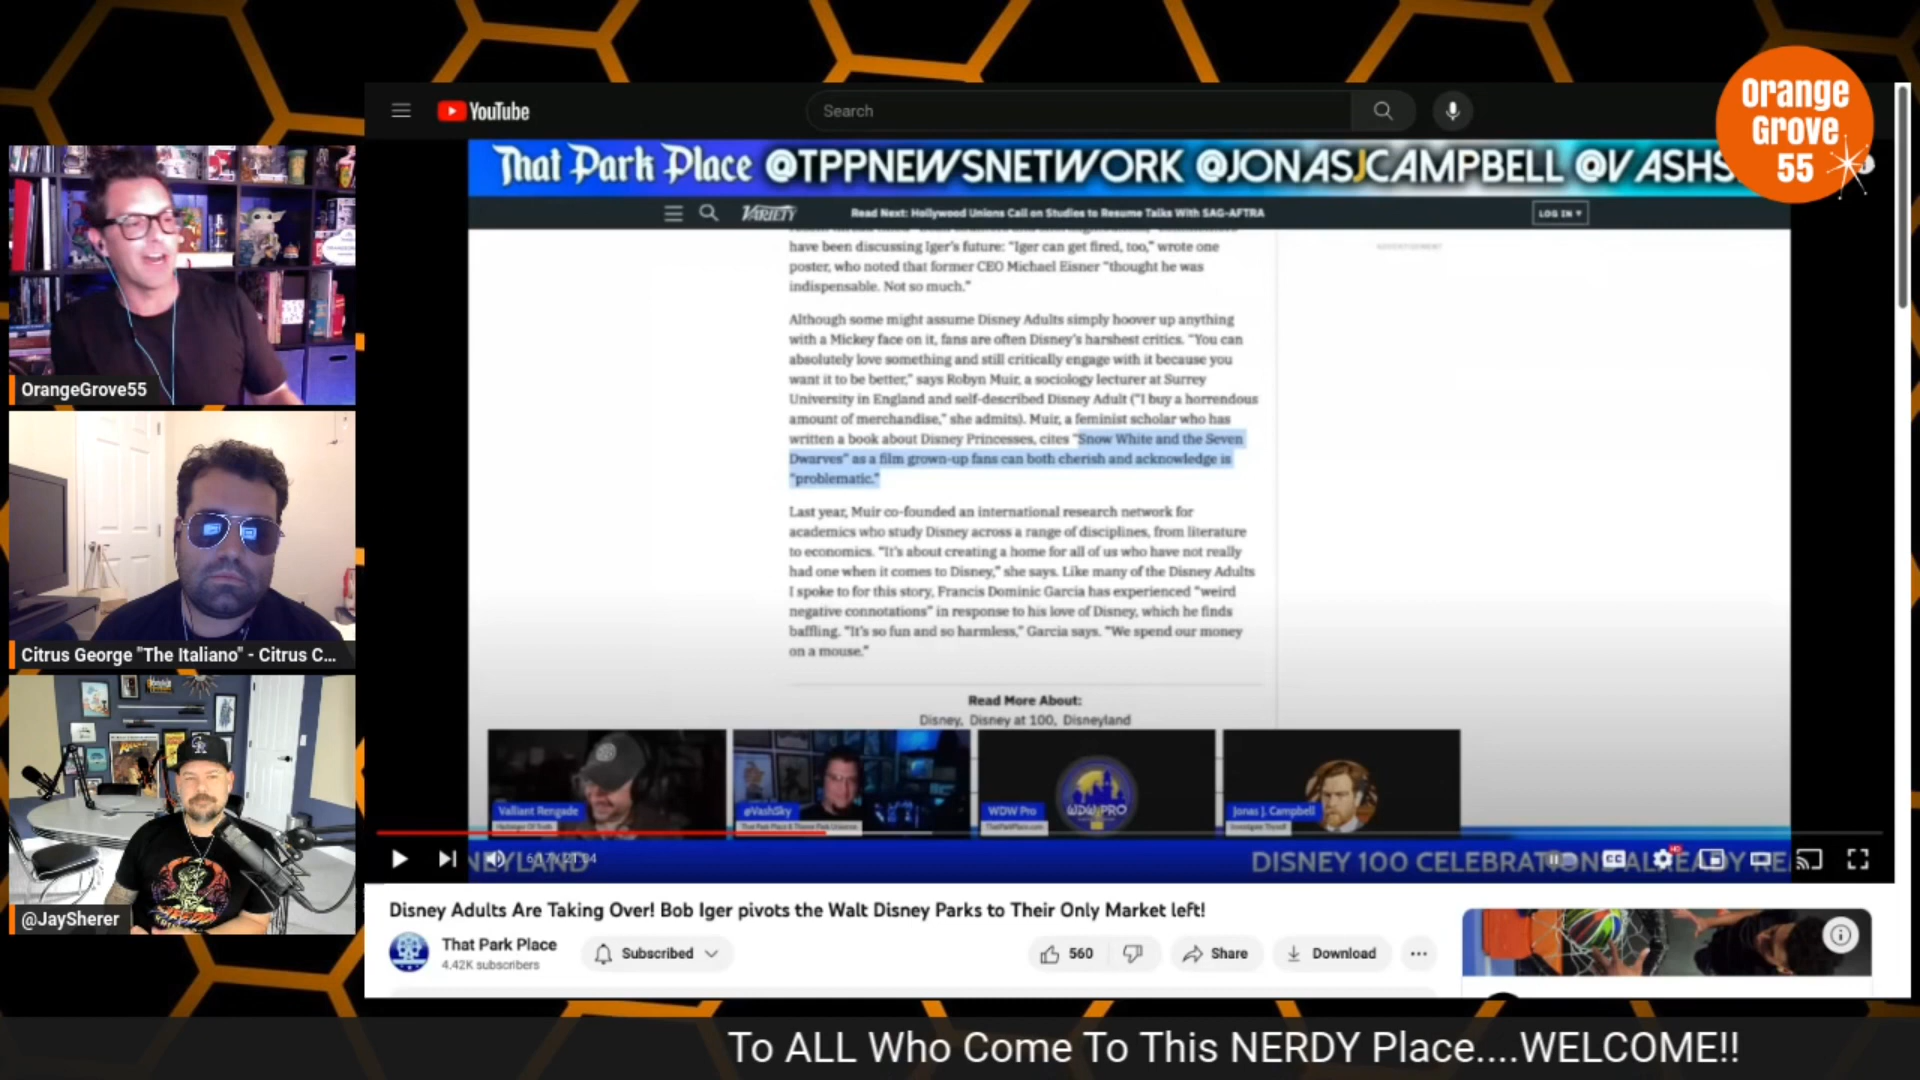 Orange
Grove
55
YouTube
Search
That Park Place @TPPNEWSNETWORK @JONASJCAMPBELL @VASHS
VARIETY
Read Next: Hollywood Unions Call on Studios to Resume Talks With SAG-AFTRA
LOG IN
ADVERTISEMENT
have been discussing Iger's future: "Iger can get fired, too," wrote one
poster, who noted that former CEO Michael Eisner "thought he was
indispensable. Not so much."
Although some might assume Disney Adults simply hoover up anything
with a Mickey face on it, fans are often Disney's harshest critics. "You can
absolutely love something and still critically engage with it because you
want it to be better," says Robyn Muir, a sociology lecturer at Surrey
University in England and self-described Disney Adult ("I buy a horrendous
amount of merchandise," she admits). Muir, a feminist scholar who has
written a book about Disney Princesses, cites "Snow White and the Seven
Dwarves" as a film grown-up fans can both cherish and acknowledge is
"problematic."
Last year, Muir co-founded an international research network for
academics who study Disney across a range of disciplines, from literature
to economics. "It's about creating a home for all of us who have not really
had one when it comes to Disney," she says. Like many of the Disney Adults
I spoke to for this story, Francis Dominic Garcia has experienced "weird
negative connotations" in response to his love of Disney, which he finds
baffling. "It's so fun and so harmless," Garcia says. "We spend our money
on a mouse."
Read More About:
Disney, Disney at 100, Disneyland
OrangeGrove55
Citrus George "The Italiano" - Citrus C...
@JaySherer
Valliant Rengade
@VashSky
WDW Pro
WDW PRO
Jonas J. Campbell
6:17 / 21:04
NEYLAND
DISNEY 100 CELEBRATION ALREADY RE
CC
HD
Disney Adults Are Taking Over! Bob Iger pivots the Walt Disney Parks to Their Only Market left!
That Park Place
4.42K subscribers
Subscribed
560
Share
Download
To ALL Who Come To This NERDY Place....WELCOME!!